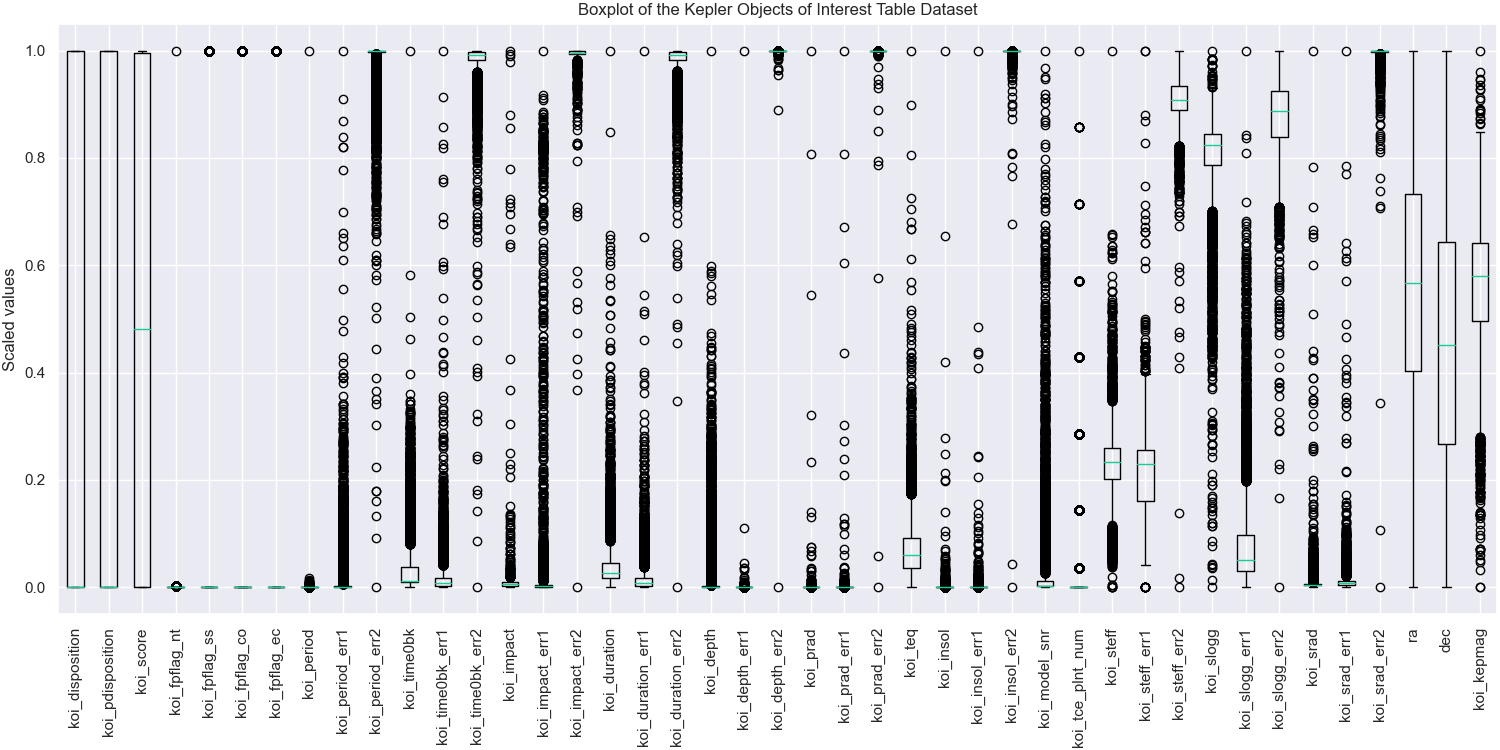 Boxplot of the Kepler Objects of Interest Table Dataset
Scaled values
1.0
0.8
0.6
0.4
0.2
0.0
koi_disposition
koi_pdisposition
koi_score
koi_fpflag_nt
koi_fpflag_ss
koi_fpflag_co
koi_fpflag_ec
koi_period
koi_period_err1
koi_period_err2
koi_time0bk
koi_time0bk_err1
koi_time0bk_err2
koi_impact
koi_impact_err1
koi_impact_err2
koi_duration
koi_duration_err1
koi_duration_err2
koi_depth
koi_depth_err1
koi_depth_err2
koi_prad
koi_prad_err1
koi_prad_err2
koi_teq
koi_insol
koi_insol_err1
koi_insol_err2
koi_model_snr
koi_tce_plnt_num
koi_steff
koi_steff_err1
koi_steff_err2
koi_slogg
koi_slogg_err1
koi_slogg_err2
koi_srad
koi_srad_err1
koi_srad_err2
ra
dec
koi_kepmag